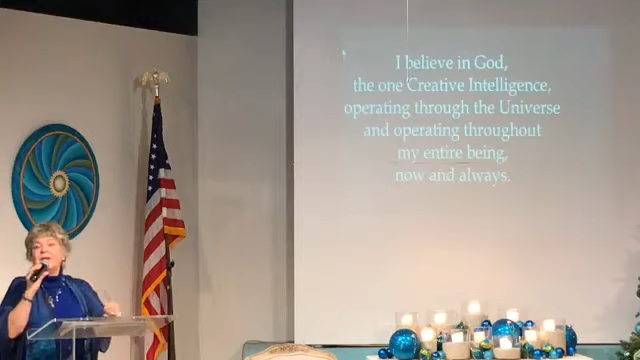 I believe in God,
the one Creative Intelligence,
operating through the Universe
and operating throughout
my entire being,
now and always.